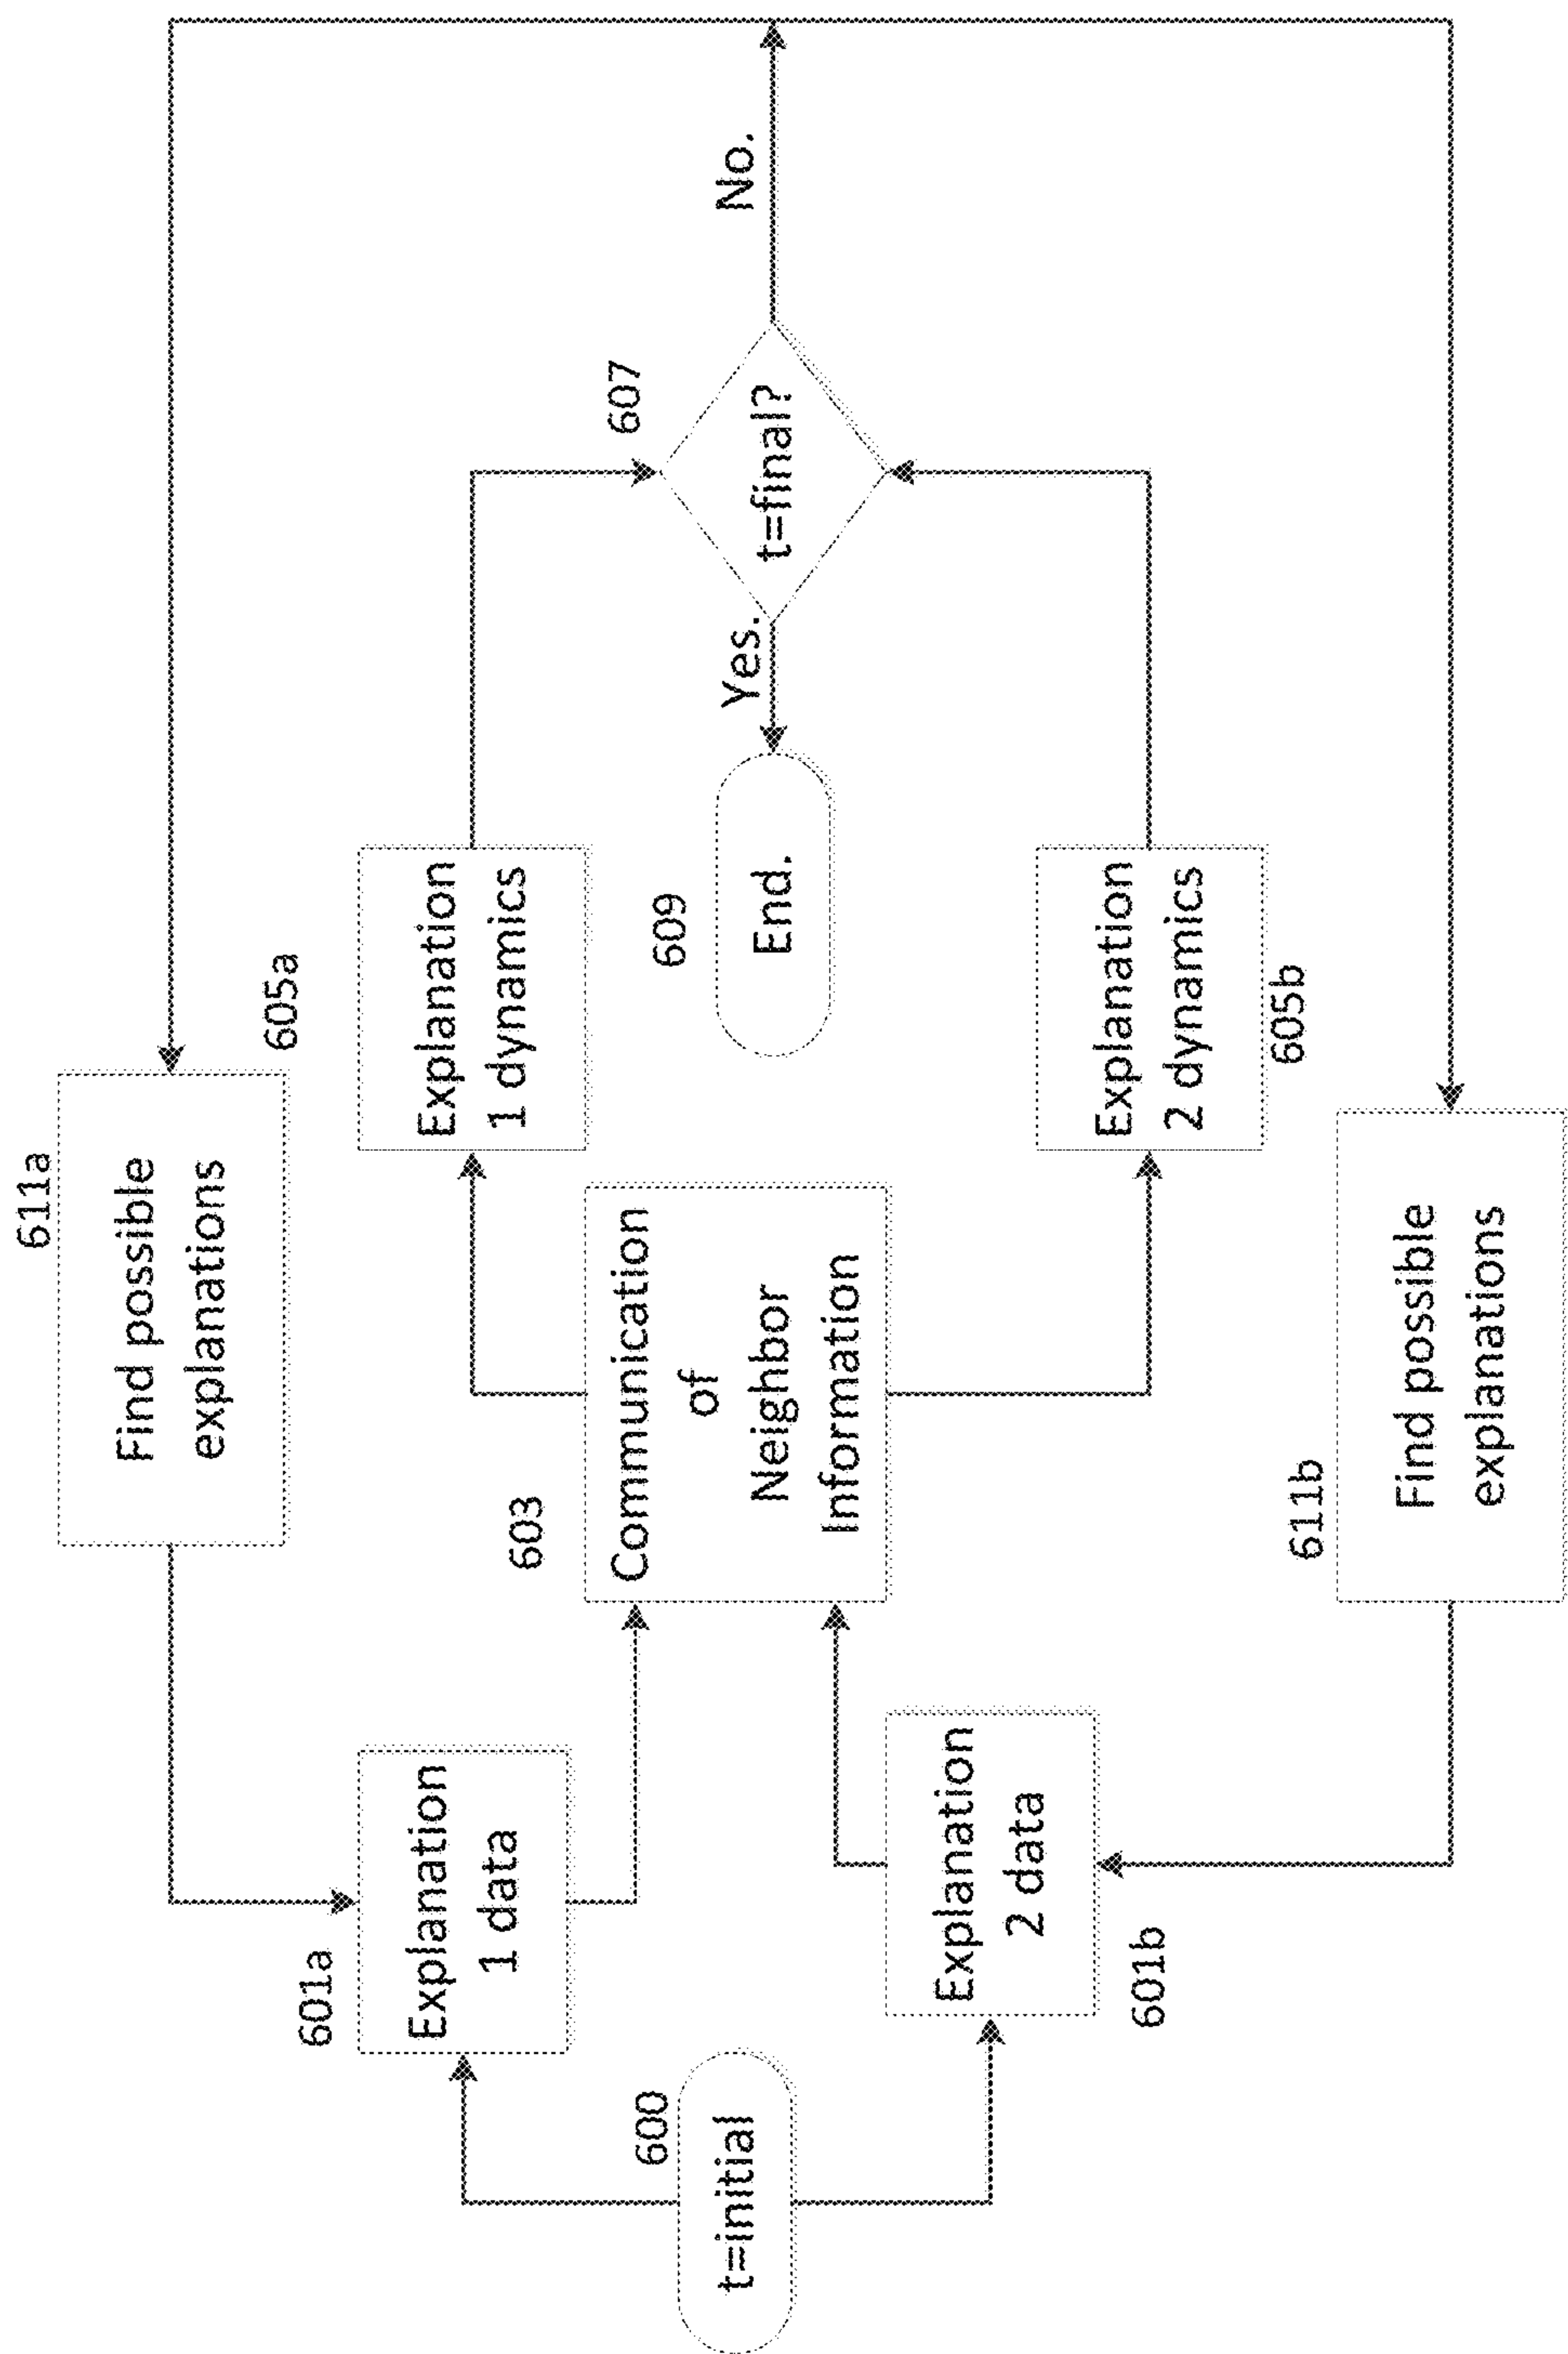 611a
Find possible
explanations
605a
601a
Explanation
1 data
Explanation
1 dynamics
607
t=final?
Yes.
No.
603
Communication
of
Neighbor
Information
609
End.
600
t=initial
Explanation
2 data
601b
Explanation
2 dynamics
605b
611b
Find possible
explanations